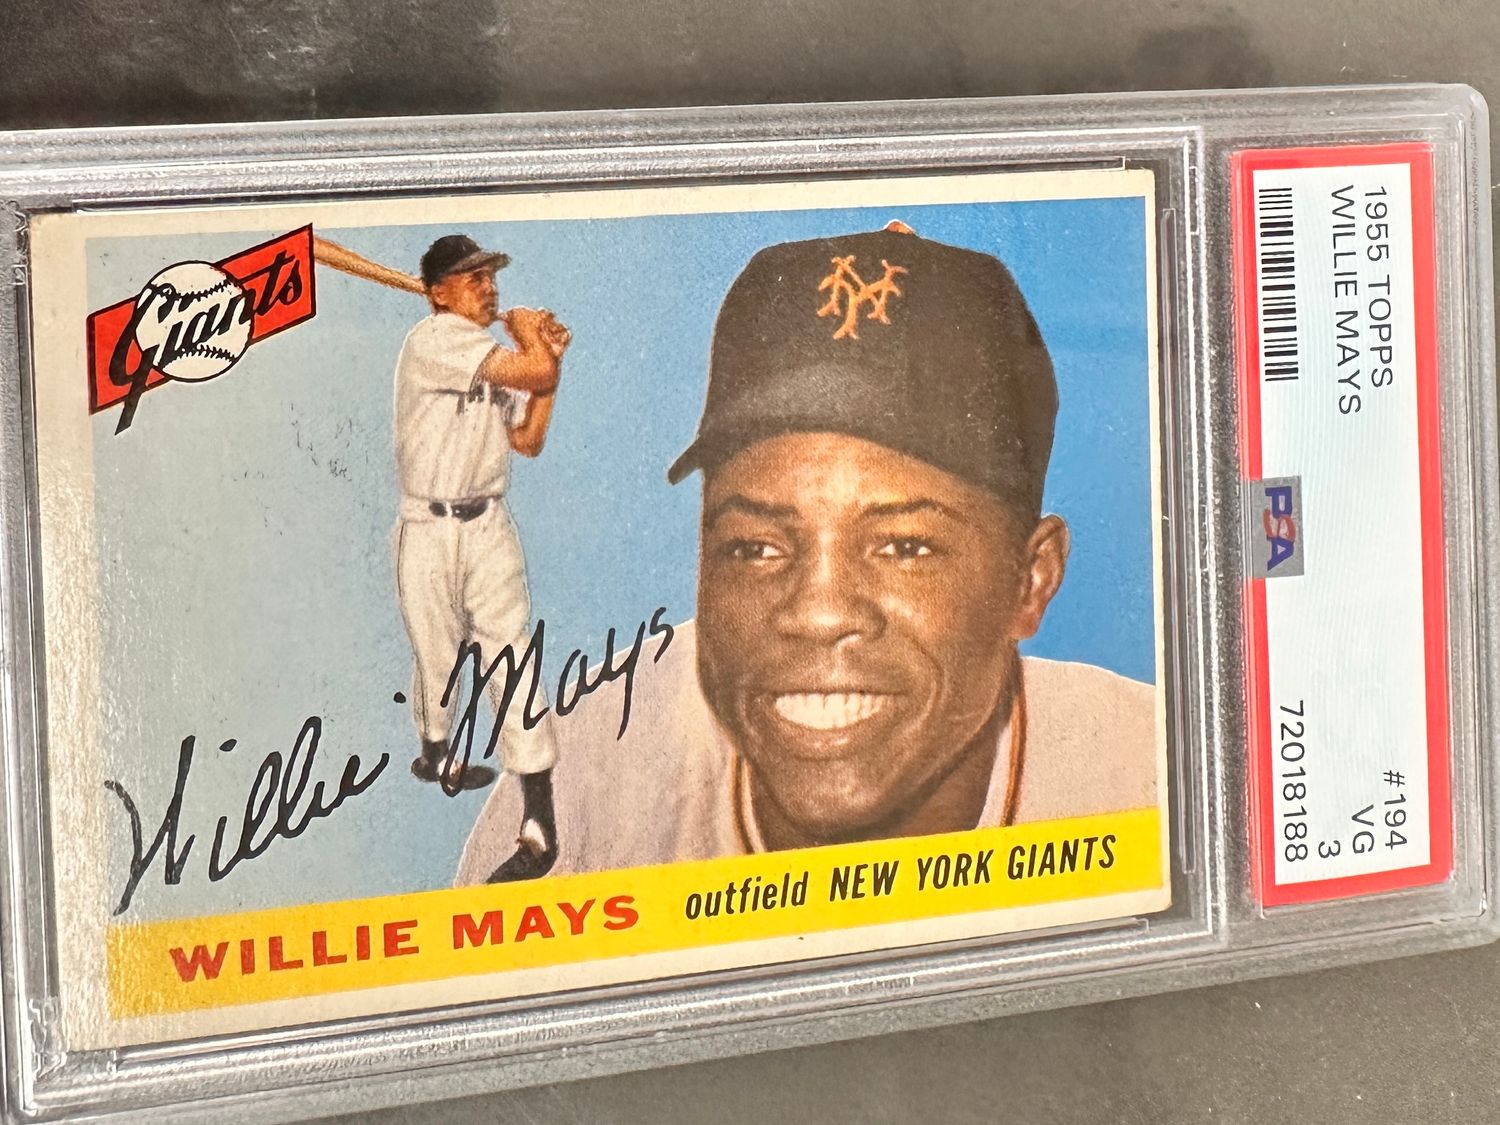 Giants
Willie Mays
WILLIE MAYS outfield NEW YORK GIANTS
1955 TOPPS #194
WILLIE MAYS VG
3
PSA 72018188